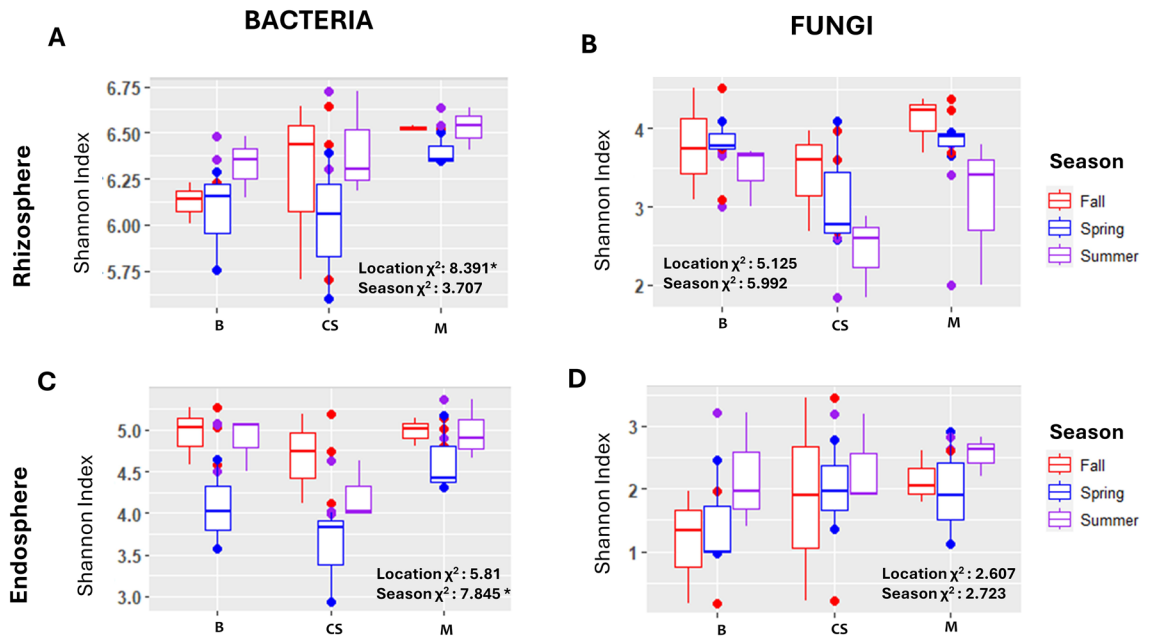 BACTERIA
FUNGI
A
B
Rhizosphere
Shannon Index
6.75
6.50
6.25
6.00
5.75
Location χ²: 8.391*
Season χ²: 3.707
B
CS
M
Shannon Index
4
3
2
Location χ²: 5.125
Season χ²: 5.992
B
CS
M
Season
Fall
Spring
Summer
C
D
Endosphere
Shannon Index
5.0
4.5
4.0
3.5
3.0
Location χ²: 5.81
Season χ²: 7.845 *
B
CS
M
Shannon Index
3
2
1
Location χ²: 2.607
Season χ²: 2.723
B
CS
M
Season
Fall
Spring
Summer